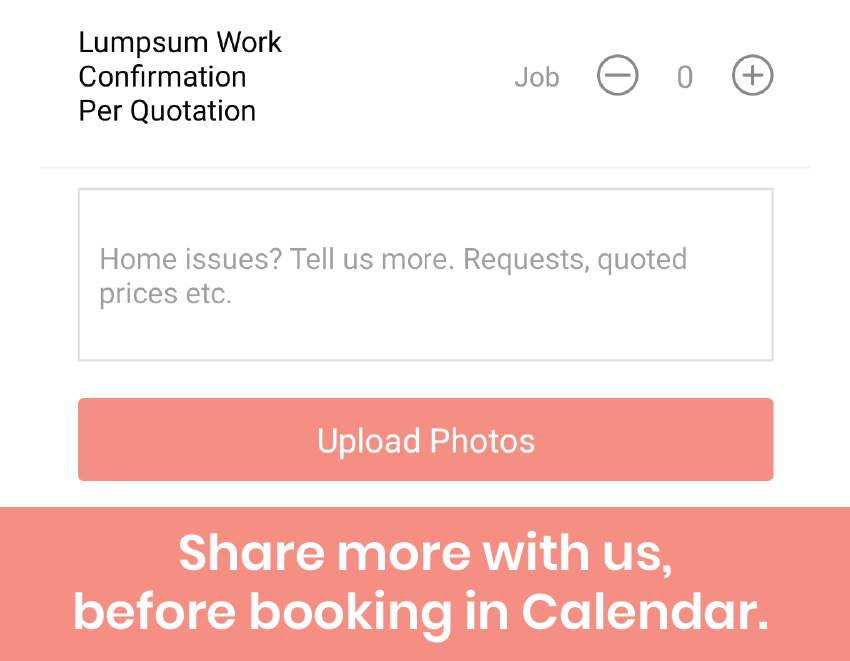 Lumpsum Work
Confirmation
Per Quotation
Job
0
Home issues? Tell us more. Requests, quoted
prices etc.
Upload Photos
Share more with us,
before booking in Calendar.